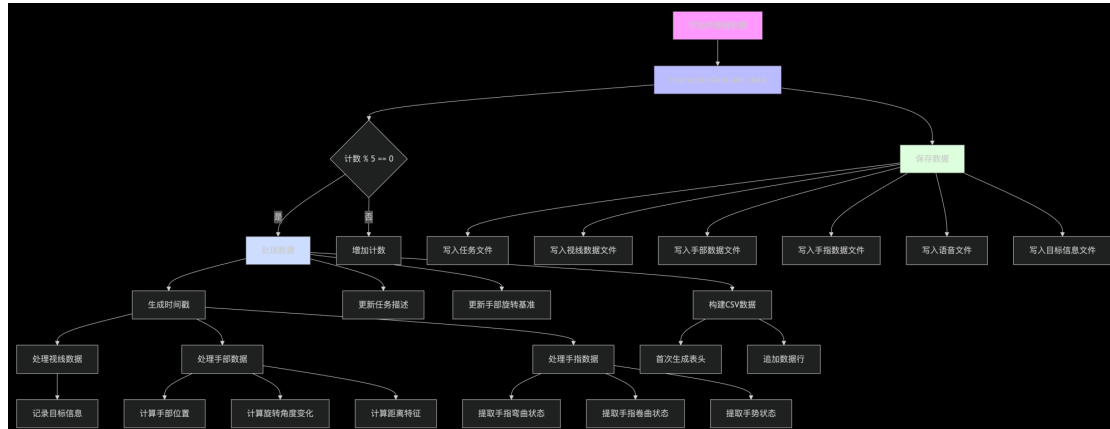 计数 % 5 == 0
保存数据
是
否
处理数据
增加计数
写入任务文件
写入视线数据文件
写入手部数据文件
写入手指数据文件
写入语音文件
写入目标信息文件
生成时间戳
更新任务描述
更新手部旋转基准
构建CSV数据
处理视线数据
处理手部数据
处理手指数据
首次生成表头
追加数据行
记录目标信息
计算手部位置
计算旋转角度变化
计算距离特征
提取手指弯曲状态
提取手指卷曲状态
提取手势状态